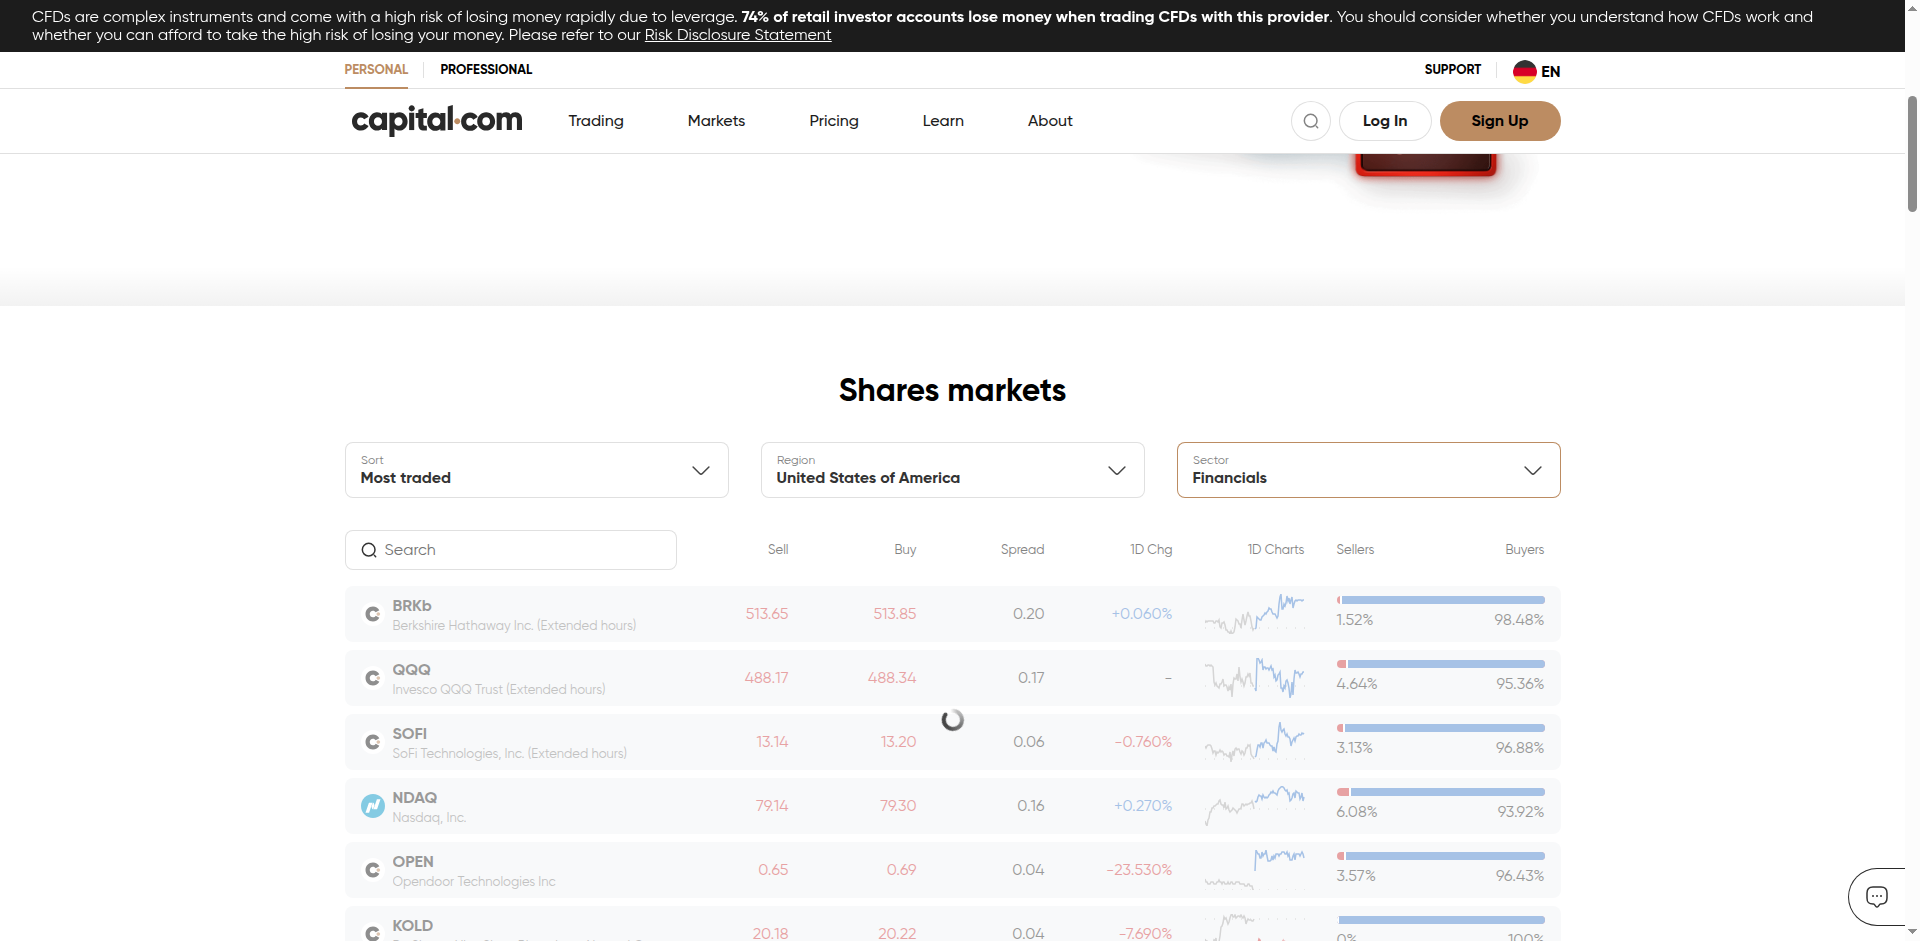 CFDs are complex instruments and come with a high risk of losing money rapidly due to leverage. 74% of retail investor accounts lose money when trading CFDs with this provider. You should consider whether you understand how CFDs work and
whether you can afford to take the high risk of losing your money. Please refer to our Risk Disclosure Statement
PERSONAL PROFESSIONAL SUPPORT EN
capital.com Trading Markets Pricing Learn About Log In Sign Up
Shares markets
Sort Region Sector
Most traded United States of America Financials
Search Sell Buy Spread 1D Chg 1D Charts Sellers Buyers
BRKb
Berkshire Hathaway Inc. (Extended hours)
513.65 513.85 0.20 +0.060% 1.52% 98.48%
QQQ
Invesco QQQ Trust (Extended hours)
488.17 488.34 0.17 - 4.64% 95.36%
SOFI
SoFi Technologies, Inc. (Extended hours)
13.14 13.20 0.06 -0.760% 3.13% 96.88%
NDAQ
Nasdaq, Inc.
79.14 79.30 0.16 +0.270% 6.08% 93.92%
OPEN
Opendoor Technologies Inc
0.65 0.69 0.04 -23.530% 3.57% 96.43%
KOLD
20.18 20.22 0.04 -7.690% 0% 100%